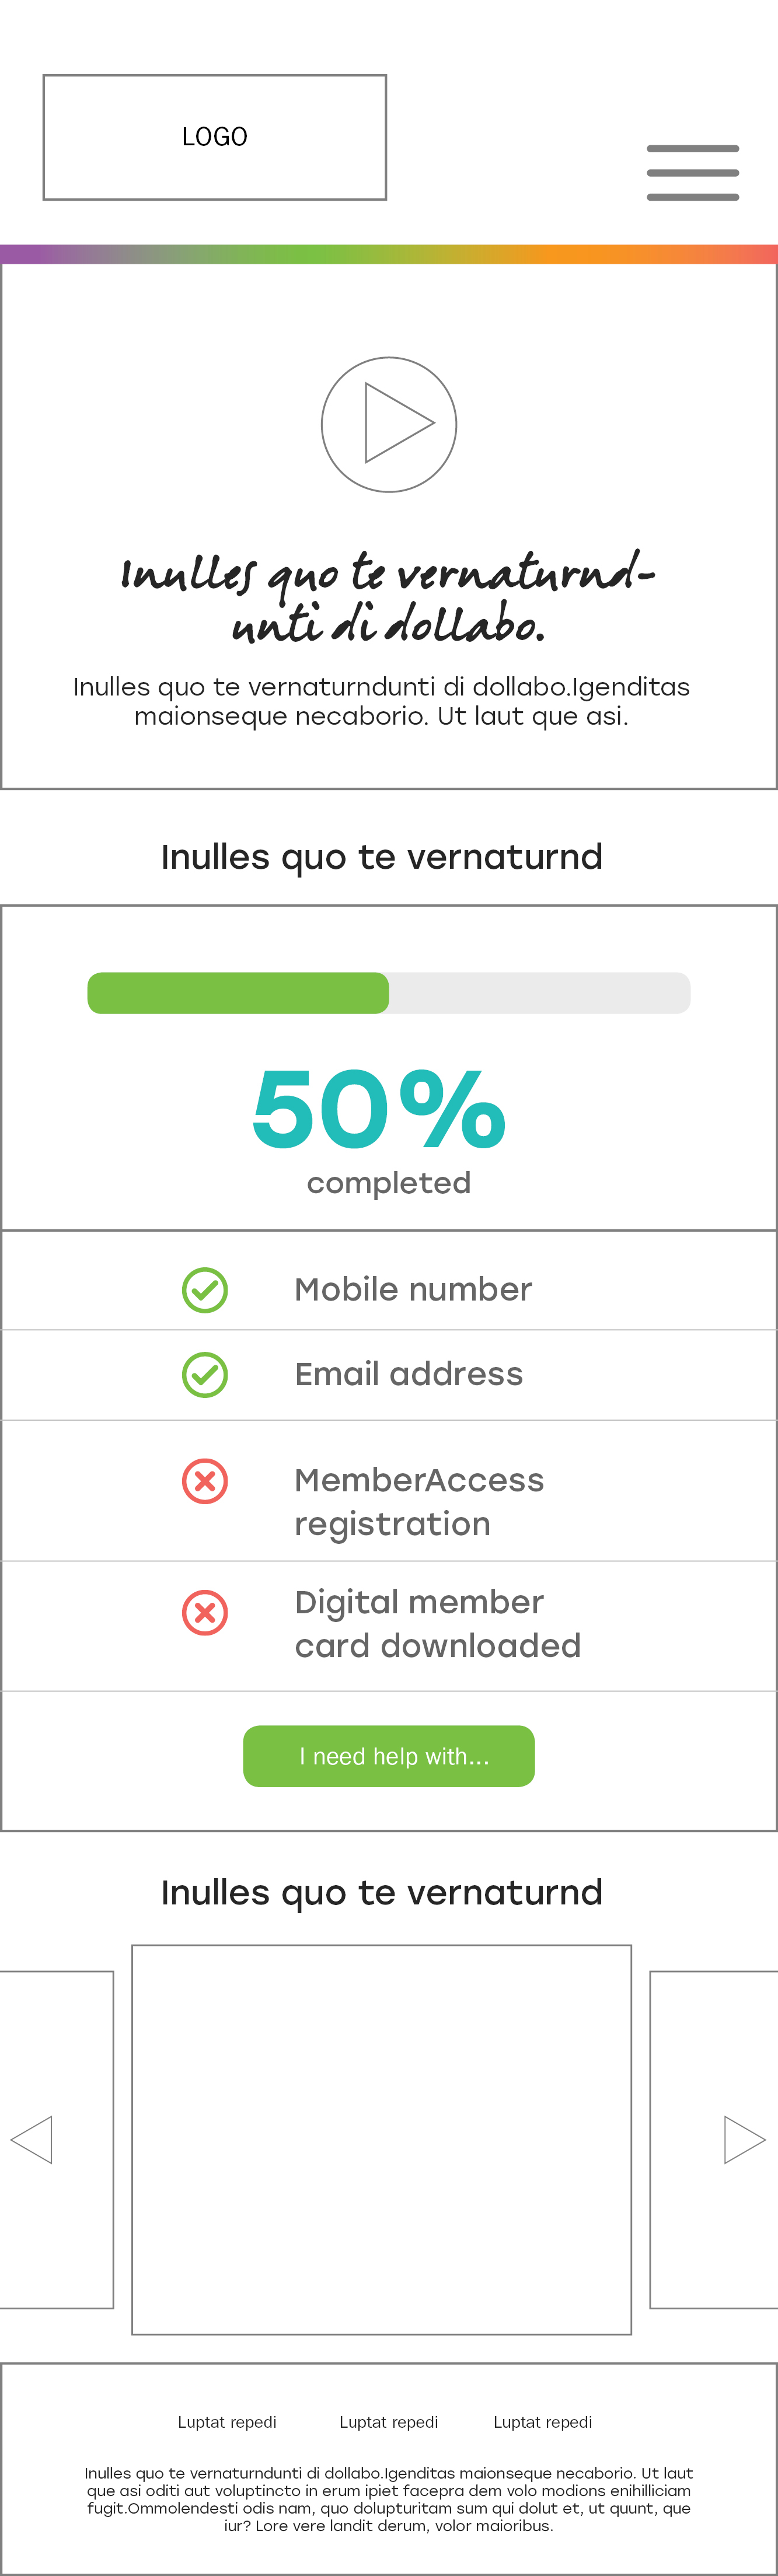 LOGO
Inulles quo te vernaturnd-
unti di dollabo.
Inulles quo te vernaturndunti di dollabo.Igenditas
maionseque necaborio. Ut laut que asi.
Inulles quo te vernaturnd
50%
completed
Mobile number
Email address
MemberAccess
registration
Digital member
card downloaded
I need help with...
Inulles quo te vernaturnd
Luptat repedi Luptat repedi Luptat repedi
Inulles quo te vernaturndunti di dollabo.Igenditas maionseque necaborio. Ut laut
que asi oditi aut voluptincto in erum ipiet facepra dem volo modions enihilliciam
fugit.Ommolendesti odis nam, quo dolupturitam sum qui dolut et, ut quunt, que
iur? Lore vere landit derum, volor maioribus.